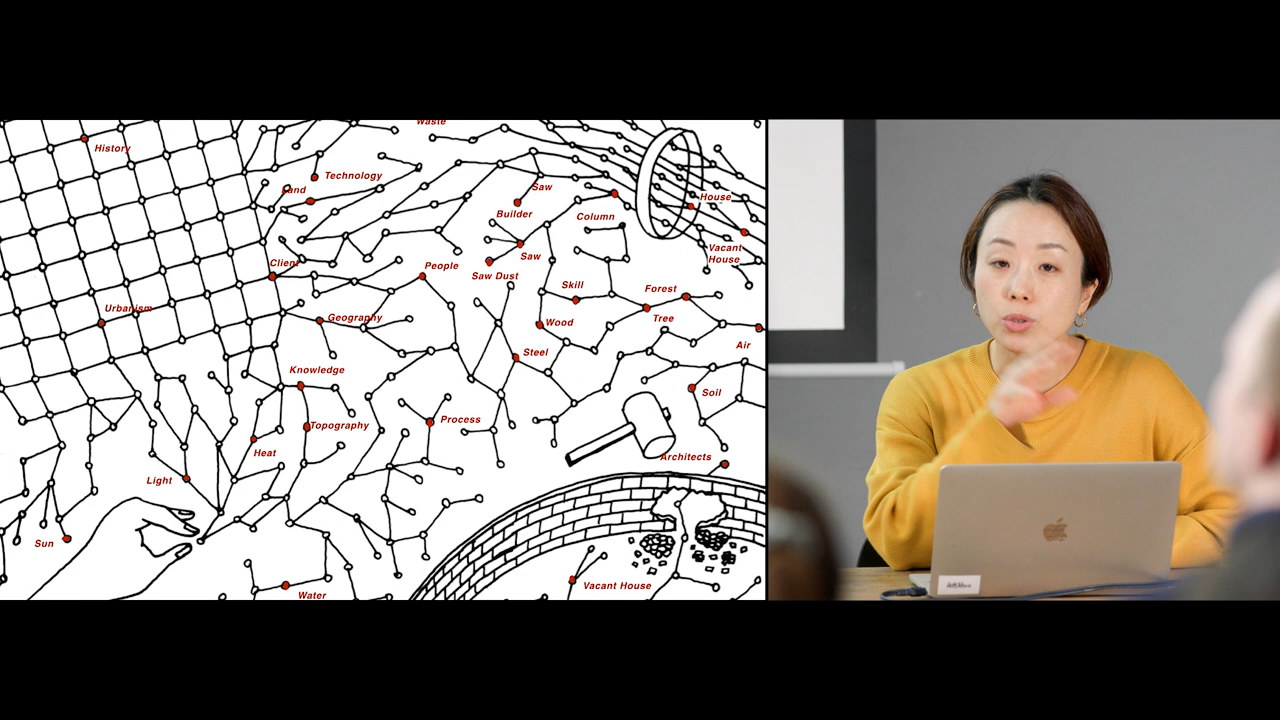 Waste
History
Technology
Land
Saw
House
Builder
Column
Vacant
House
Saw
Client
People
Saw Dust
Skill
Forest
Urbanism
Geography
Wood
Tree
Air
Steel
Knowledge
Soil
Topography
Process
Heat
Architects
Light
Sun
Vacant House
Water